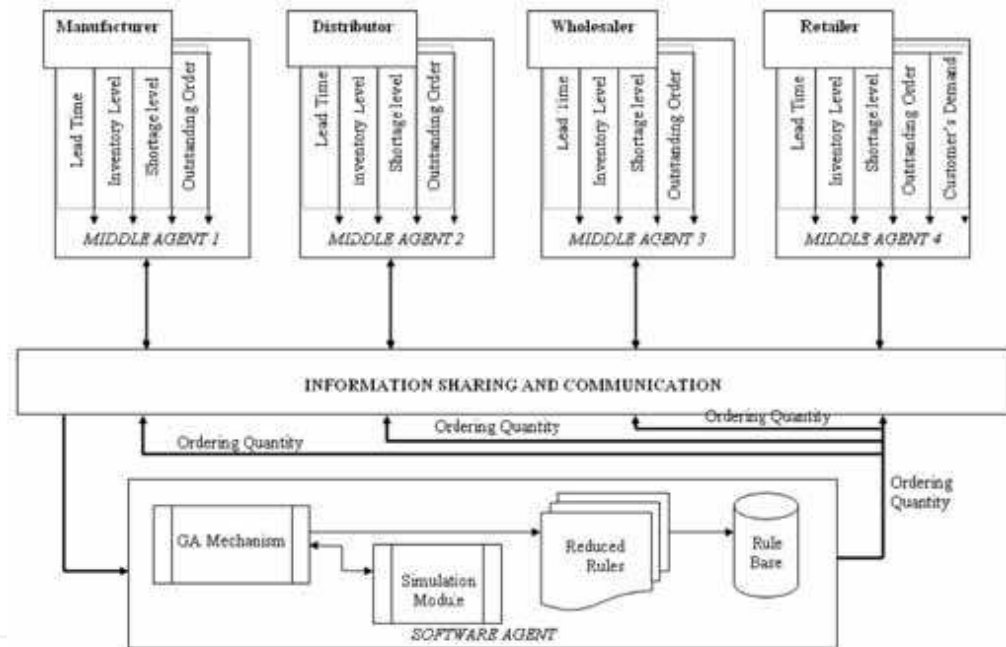 Manufacturer
Distributor
Wholesaler
Retailer
Lead Time
Inventory Level
Shortage level
Outstanding Order
Lead Time
Inventory Level
Shortage level
Outstanding Order
Lead Time
Inventory Level
Shortage level
Outstanding Order
Lead Time
Inventory Level
Shortage level
Outstanding Order
Customer's Demand
MIDDLE AGENT 1
MIDDLE AGENT 2
MIDDLE AGENT 3
MIDDLE AGENT 4
INFORMATION SHARING AND COMMUNICATION
Ordering Quantity
Ordering Quantity
Ordering Quantity
Ordering
Quantity
GA Mechanism
Simulation
Module
Reduced
Rules
Rule
Base
SOFTWARE AGENT